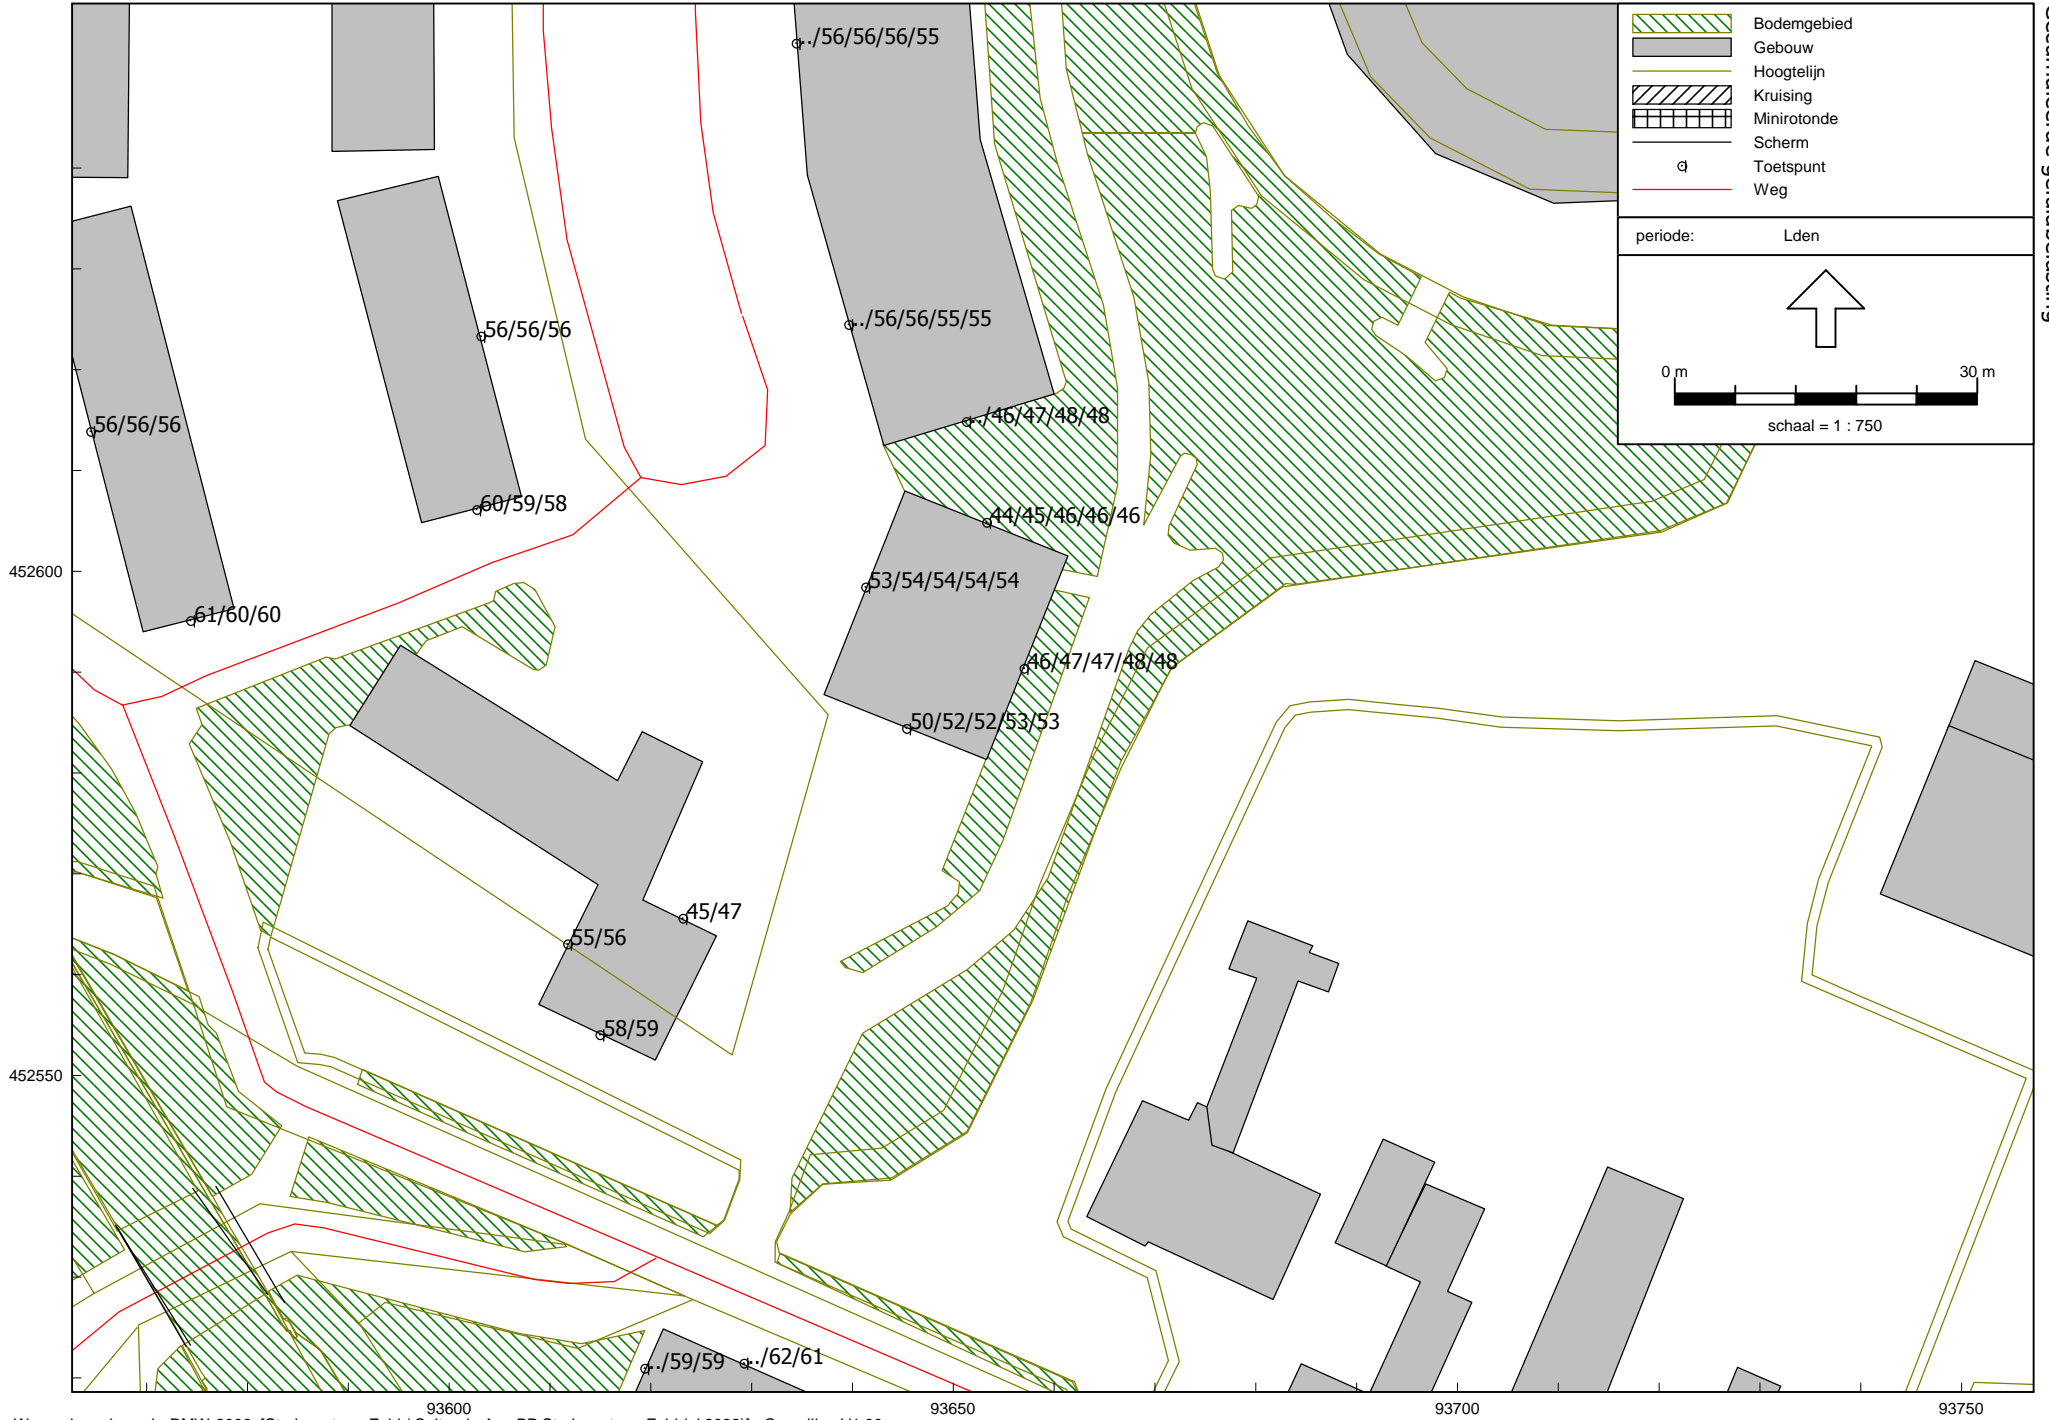 ../56/56/56/55
Bodemgebied
Gebouw
Hoogtelijn
Kruising
Minirotonde
Scherm
Toetspunt
Weg
periode: Lden
0 m 30 m
schaal = 1 : 750
56/56/56
../56/56/55/55
56/56/56
../46/47/48/48
60/59/58
44/45/46/46/46
452600
53/54/54/54/54
61/60/60
46/47/47/48/48
50/52/52/53/53
45/47
55/56
58/59
452550
../59/59
../62/61
93600 93650 93700 93750